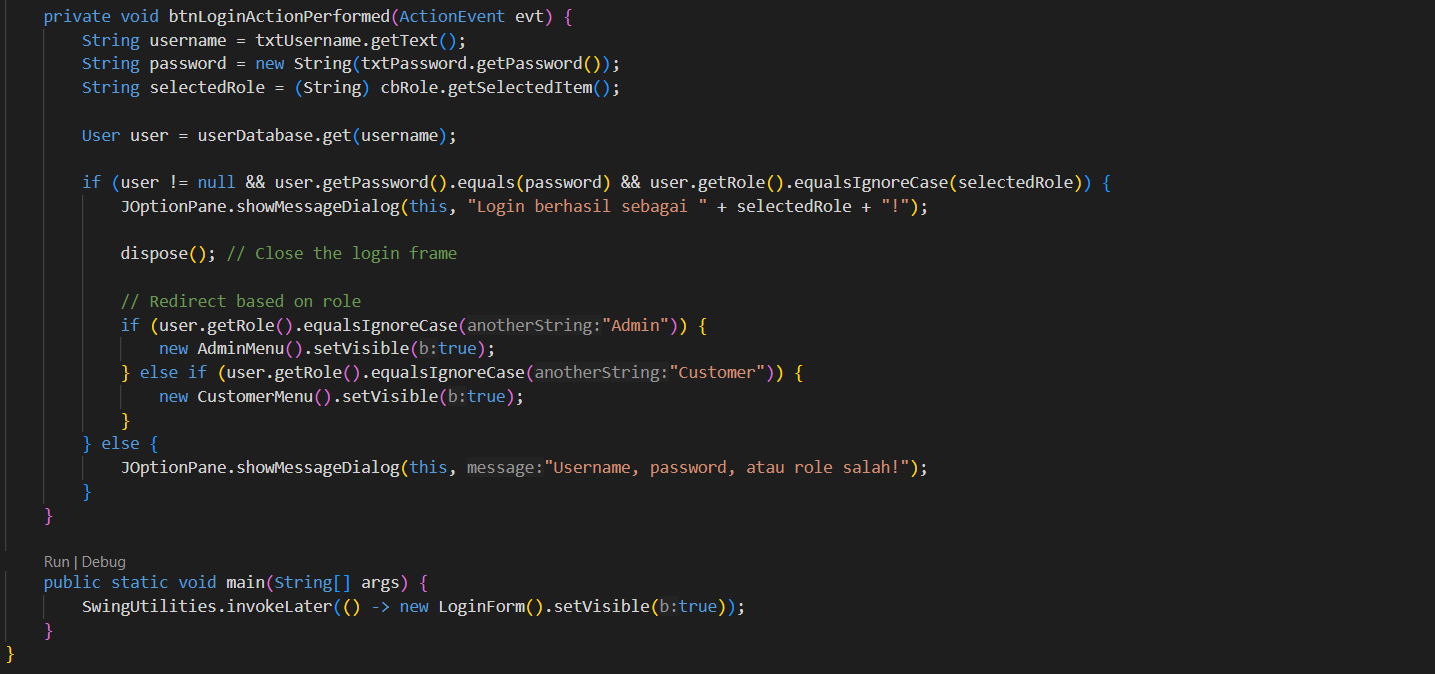 private void btnLoginActionPerformed(ActionEvent evt) {
    String username = txtUsername.getText();
    String password = new String(txtPassword.getPassword());
    String selectedRole = (String) cbRole.getSelectedItem();

    User user = userDatabase.get(username);

    if (user != null && user.getPassword().equals(password) && user.getRole().equalsIgnoreCase(selectedRole)) {
        JOptionPane.showMessageDialog(this, "Login berhasil sebagai " + selectedRole + "!");

        dispose(); // Close the login frame

        // Redirect based on role
        if (user.getRole().equalsIgnoreCase(anotherString:"Admin")) {
            new AdminMenu().setVisible(b:true);
        } else if (user.getRole().equalsIgnoreCase(anotherString:"Customer")) {
            new CustomerMenu().setVisible(b:true);
        }
    } else {
        JOptionPane.showMessageDialog(this, message:"Username, password, atau role salah!");
    }
}

Run | Debug
public static void main(String[] args) {
    SwingUtilities.invokeLater(() -> new LoginForm().setVisible(b:true));
}
}